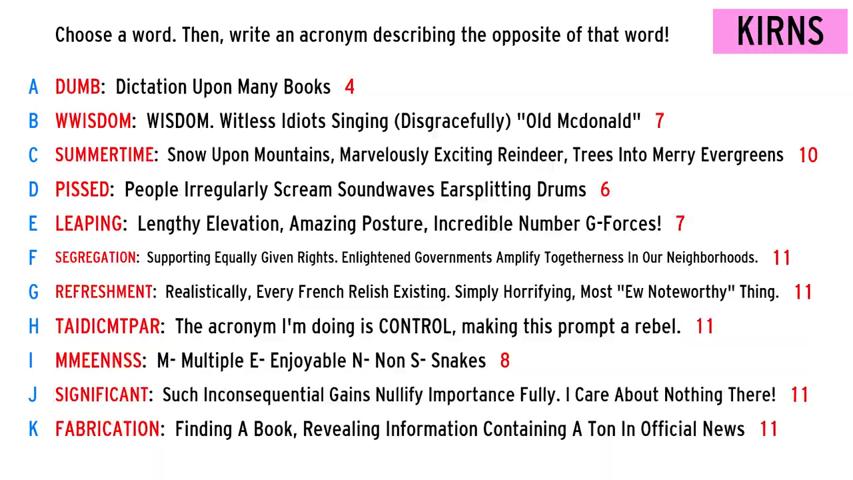 Choose a word. Then, write an acronym describing the opposite of that word!
KIRNS
A DUMB: Dictation Upon Many Books 4
B WWISDOM: WISDOM. Witless Idiots Singing (Disgracefully) "Old Mcdonald" 7
C SUMMERTIME: Snow Upon Mountains, Marvelously Exciting Reindeer, Trees Into Merry Evergreens 10
D PISSED: People Irregularly Scream Soundwaves Earsplitting Drums 6
E LEAPING: Lengthy Elevation, Amazing Posture, Incredible Number G-Forces! 7
F SEGREGATION: Supporting Equally Given Rights. Enlightened Governments Amplify Togetherness In Our Neighborhoods. 11
G REFRESHMENT: Realistically, Every French Relish Existing. Simply Horrifying, Most "Ew Noteworthy" Thing. 11
H TAIDICMTPAR: The acronym I'm doing is CONTROL, making this prompt a rebel. 11
I MMEENNSS: M- Multiple E- Enjoyable N- Non S- Snakes 8
J SIGNIFICANT: Such Inconsequential Gains Nullify Importance Fully. I Care About Nothing There! 11
K FABRICATION: Finding A Book, Revealing Information Containing A Ton In Official News 11